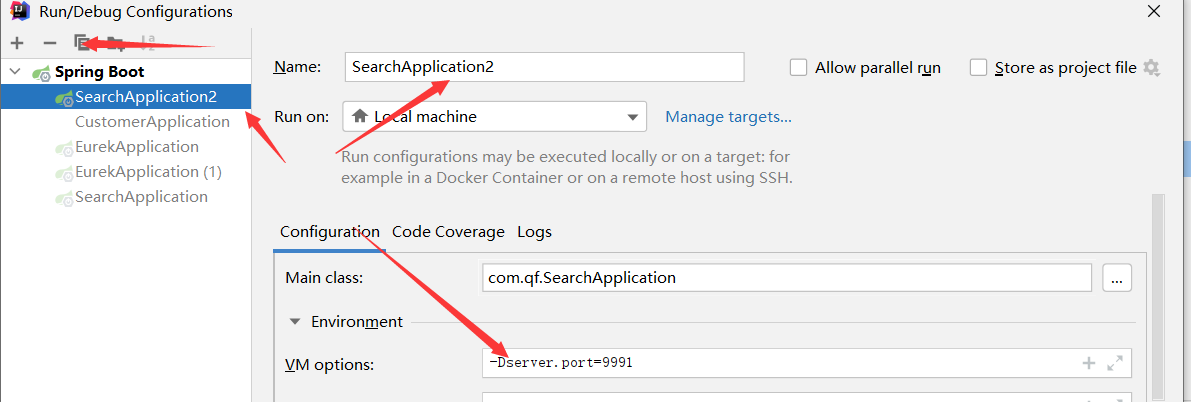 Run/Debug Configurations
Spring Boot
SearchApplication2
CustomerApplication
EurekApplication
EurekApplication (1)
SearchApplication
Name: SearchApplication2 Allow parallel run Store as project file
Run on: Local machine Manage targets...
Run configurations may be executed locally or on a target: for
example in a Docker Container or on a remote host using SSH.
Configuration Code Coverage Logs
Main class: com.qf.SearchApplication ...
Environment
VM options: -Dserver.port=9991